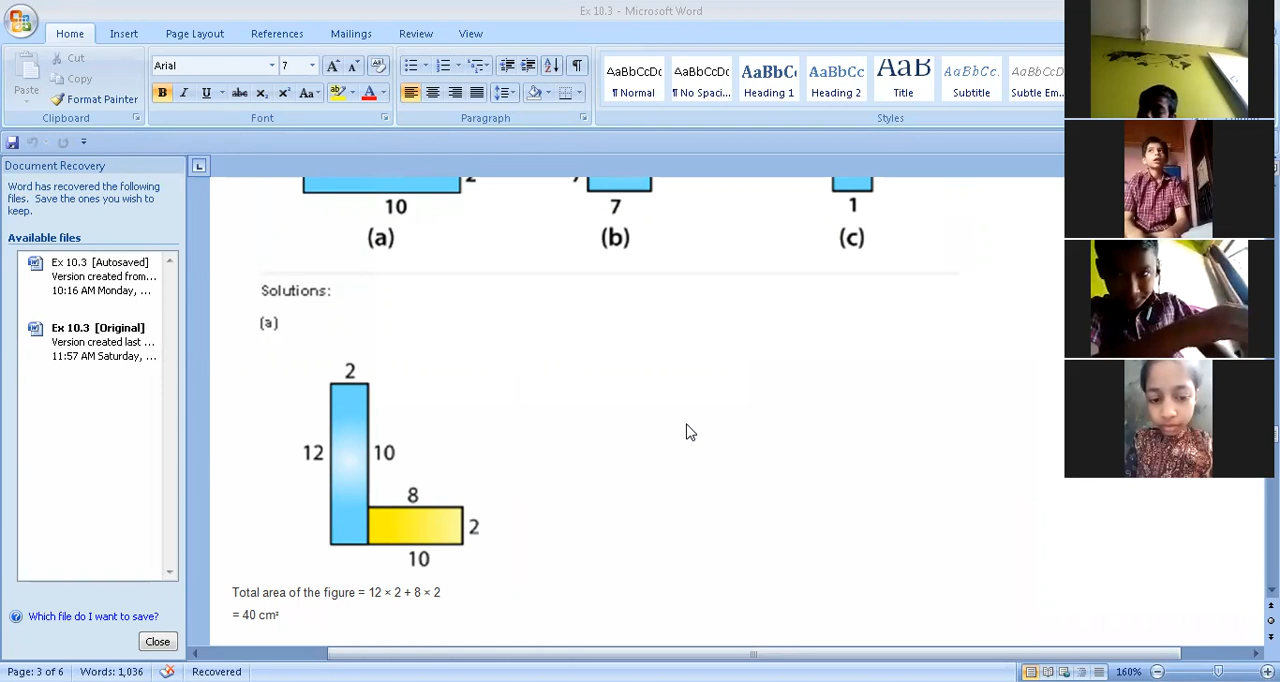 Ex 10.3 - Microsoft Word
Home Insert Page Layout References Mailings Review View
Cut
Copy
Paste
Format Painter
Clipboard
Arial 7
B I U abc X₂ X² Aa
Font
Paragraph
AaBbCcDc AaBbCcDc AaBbC AaBbCc AaB AaBbCc. AaBbCcDc
¶ Normal ¶ No Spaci... Heading 1 Heading 2 Title Subtitle Subtle Em...
Styles
Document Recovery
Word has recovered the following
files. Save the ones you wish to
keep.
Available files
Ex 10.3 [Autosaved]
Version created from...
10:16 AM Monday, ...
Ex 10.3 [Original]
Version created last ...
11:57 AM Saturday, ...
Which file do I want to save?
Close
10 7 1
(a) (b) (c)
Solutions:
(a)
2
12 10
8
2
10
Total area of the figure = 12 × 2 + 8 × 2
= 40 cm²
Page: 3 of 6 Words: 1,036 Recovered 160%